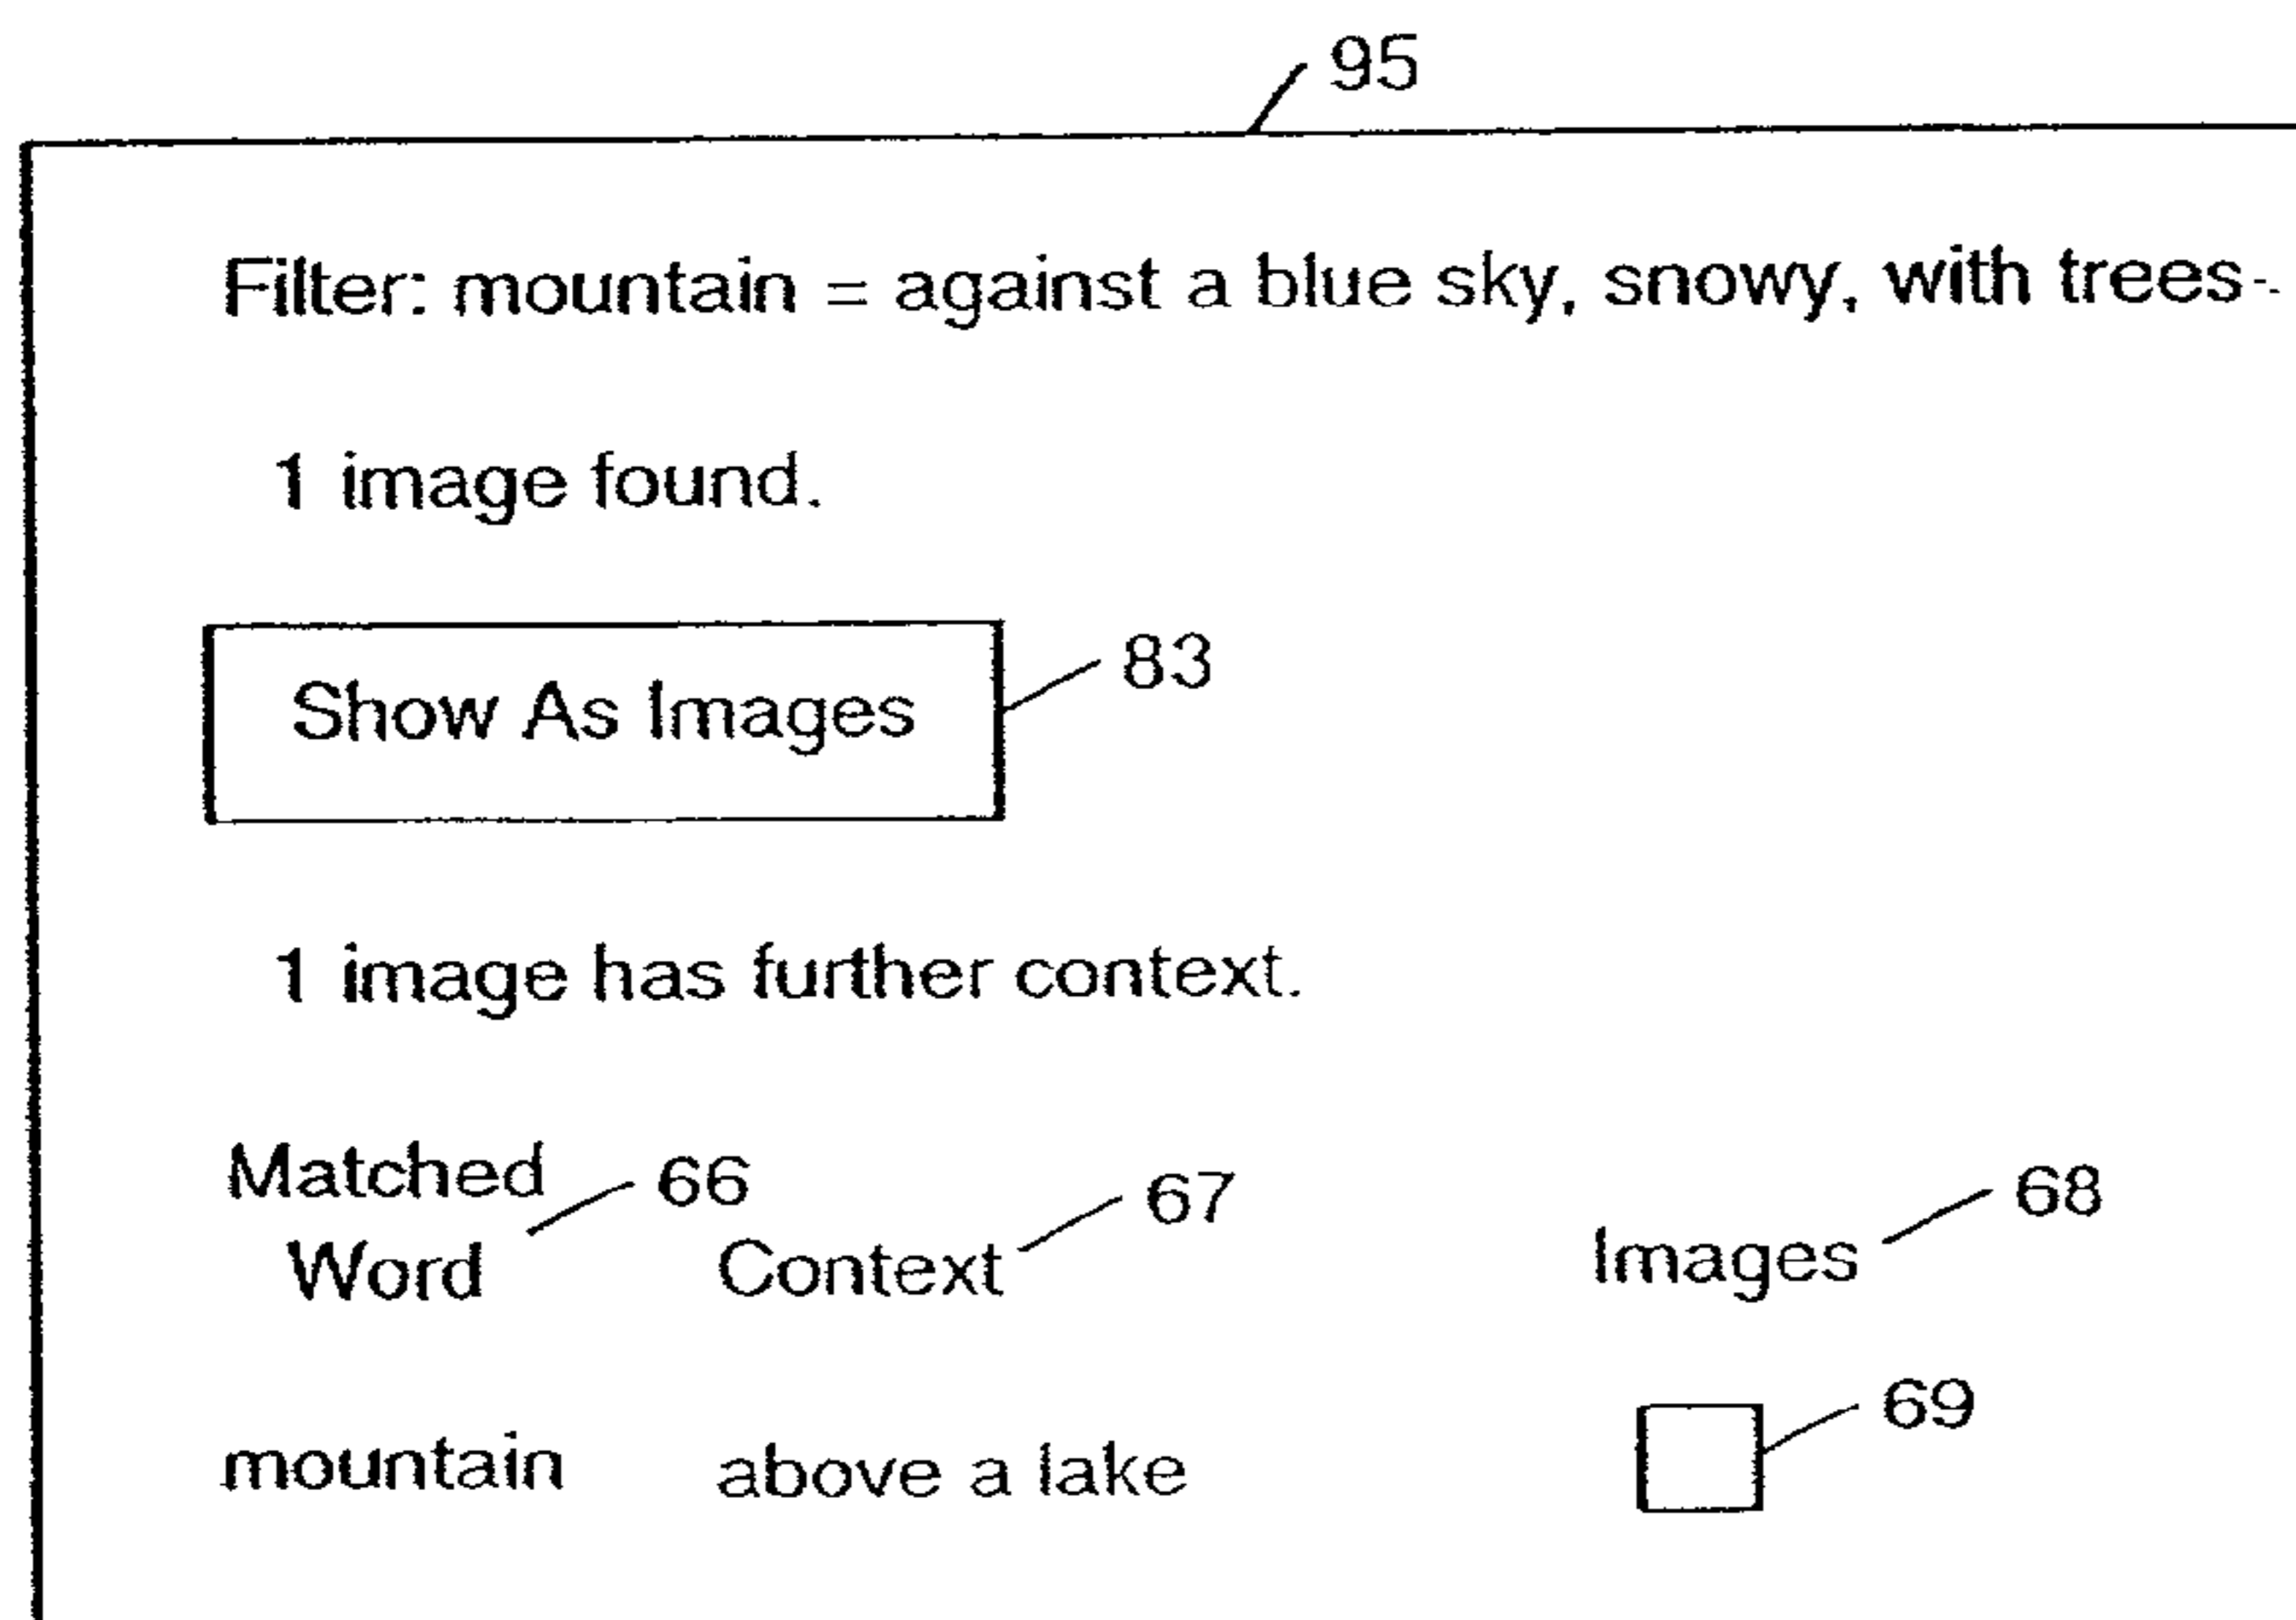 95
Filter: mountain = against a blue sky, snowy, with trees
1 image found.
Show As Images 83
1 image has further context.
Matched 66 67 68
Word Context Images
mountain above a lake 69